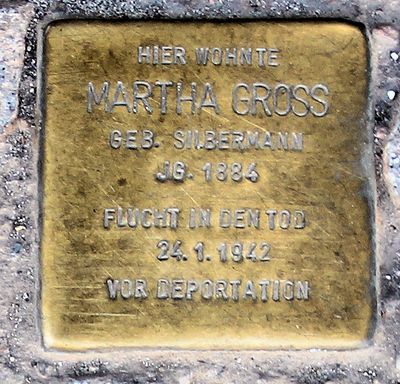 HIER WOHNTE
MARTHA GROSS
GEB. SILBERMANN
JG. 1884
FLUCHT IN DEN TOD
24.1.1942
VOR DEPORTATION